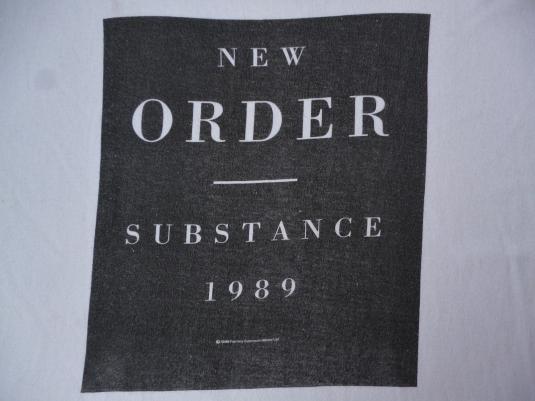 NEW
ORDER
SUBSTANCE
1989